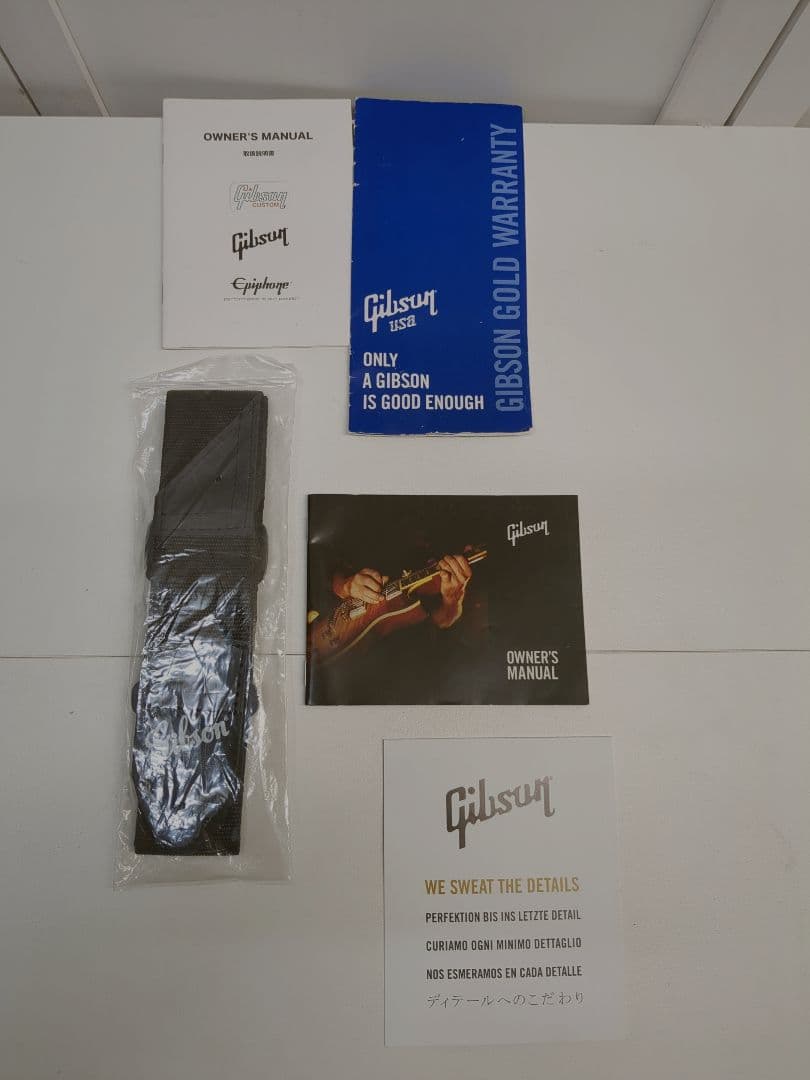 OWNER'S MANUAL
取扱説明書
Gibson
CUSTOM
Gibson
Epiphone
GIBSON GOLD WARRANTY
Gibson
usa
ONLY
A GIBSON
IS GOOD ENOUGH
Gibson
OWNER'S
MANUAL
Gibson
Gibson
WE SWEAT THE DETAILS
PERFEKTION BIS INS LETZTE DETAIL
CURIAMO OGNI MINIMO DETTAGLIO
NOS ESMERAMOS EN CADA DETALLE
ディテールへのこだわり